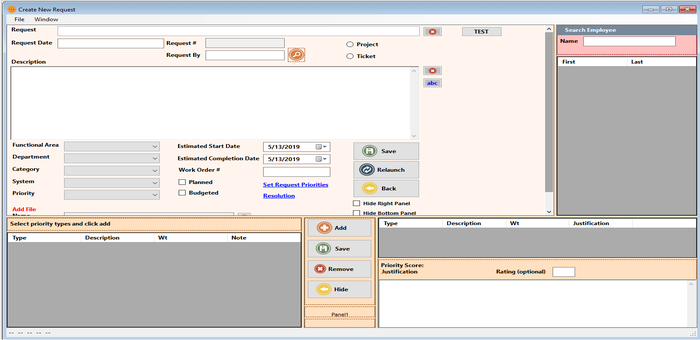 Create New Request
File Window
Request TEST
Request Date Request # Project
Request By Ticket
Description
abc
Functional Area Estimated Start Date 5/13/2019 Save
Department Estimated Completion Date 5/13/2019
Category Work Order # Relaunch
System Planned Set Request Priorities
Priority Budgeted Resolution Back
Add File Hide Right Panel
Name Hide Bottom Panel
Search Employee
Name
First Last
Select priority types and click add
Type Description Wt Note
Add
Save
Remove
Hide
Panel1
Type Description Wt Justification
Priority Score:
Justification Rating (optional)
-- -- -- -- --